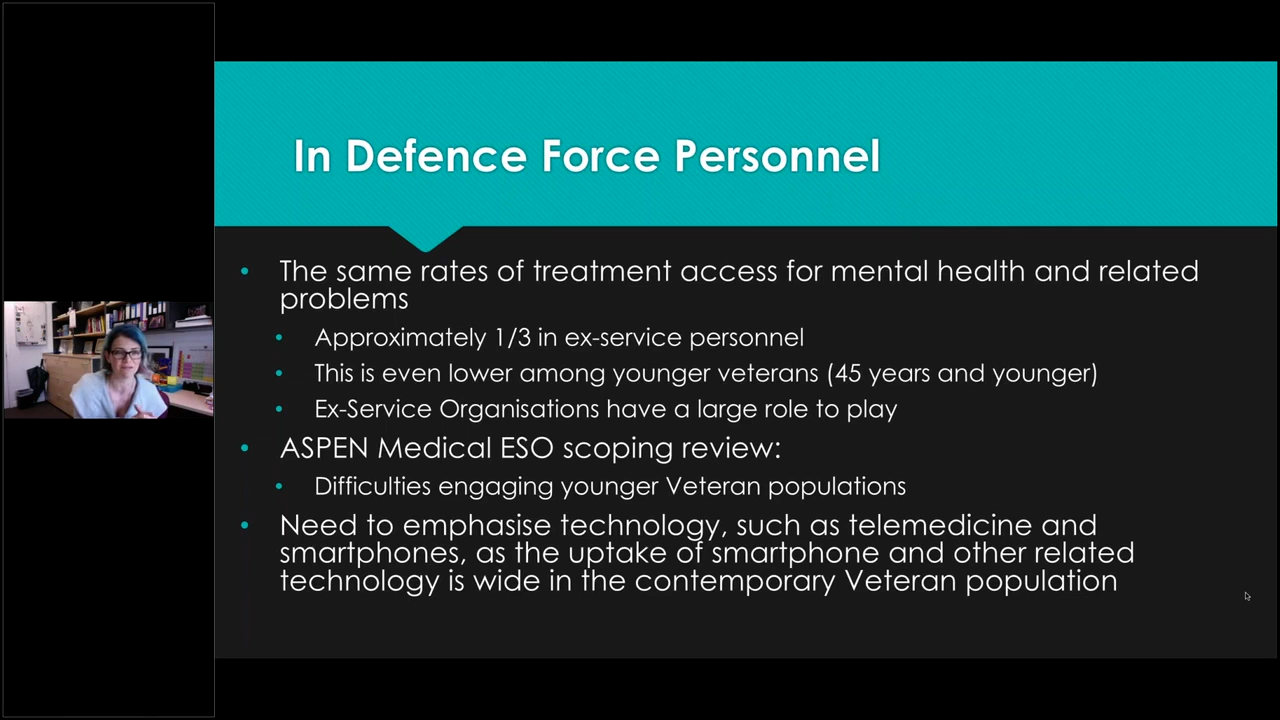 In Defence Force Personnel
• The same rates of treatment access for mental health and related
problems
• Approximately 1/3 in ex-service personnel
• This is even lower among younger veterans (45 years and younger)
• Ex-Service Organisations have a large role to play
• ASPEN Medical ESO scoping review:
• Difficulties engaging younger Veteran populations
• Need to emphasise technology, such as telemedicine and
smartphones, as the uptake of smartphone and other related
technology is wide in the contemporary Veteran population